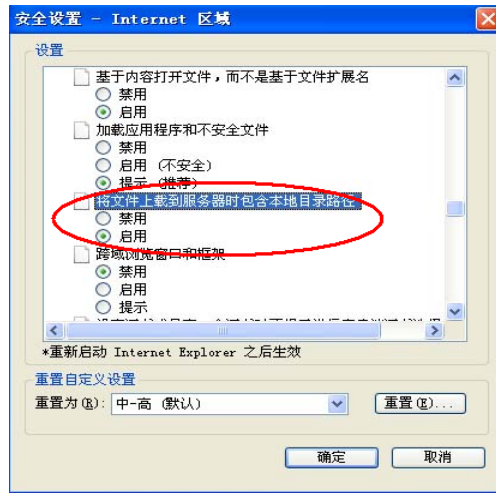 安全设置 - Internet 区域
设置
基于内容打开文件，而不是基于文件扩展名
禁用
启用
加载应用程序和不安全文件
禁用
启用 (不安全)
提示 (推荐)
将文件上载到服务器时包含本地目录路径
禁用
启用
跨域浏览窗口和框架
禁用
启用
提示
*重新启动 Internet Explorer 之后生效
重置自定义设置
重置为(R): 中-高 (默认) 重置(E)...
确定 取消